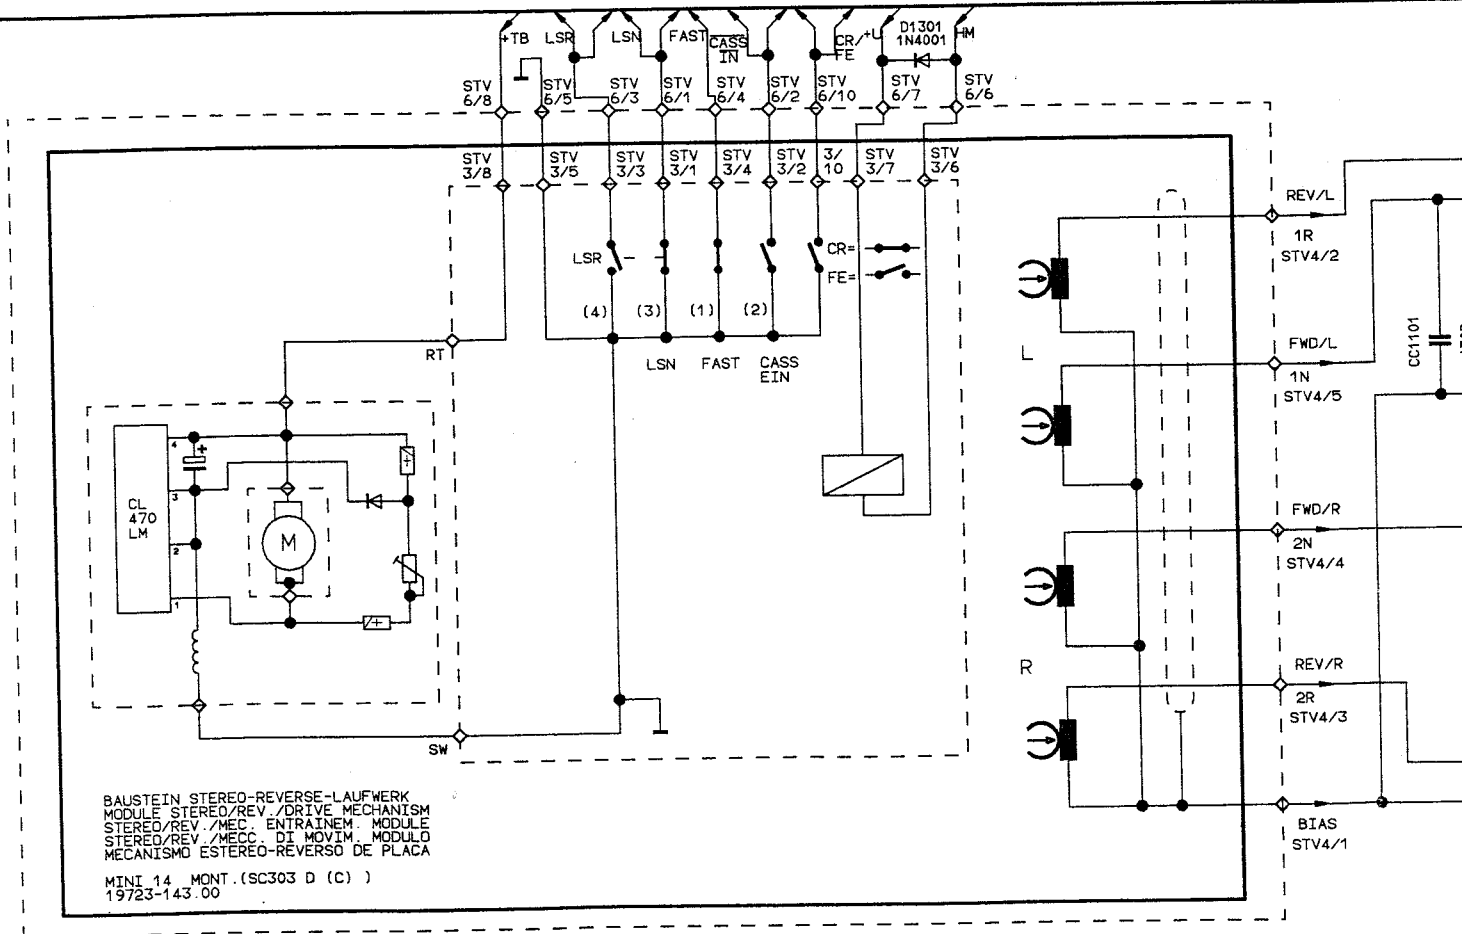 +TB
LSR
LSN
FAST
CASS
IN
CR/
FE
+U
D1301
1N4001
HM
STV
6/8
STV
6/5
STV
6/3
STV
6/1
STV
6/4
STV
6/2
STV
6/10
STV
6/7
STV
6/6
STV
3/8
STV
3/5
STV
3/3
STV
3/1
STV
3/4
STV
3/2
3/
10
STV
3/7
STV
3/6
LSR
CR=
FE=
(4)
(3)
(1)
(2)
LSN
FAST
CASS
EIN
RT
CL
470
LM
4
+
3
2
1
M
SW
L
R
REV/L
1R
STV4/2
FWD/L
1N
STV4/5
FWD/R
2N
STV4/4
REV/R
2R
STV4/3
BIAS
STV4/1
CC1101
BAUSTEIN STEREO-REVERSE-LAUFWERK
MODULE STEREO/REV./DRIVE MECHANISM
STEREO/REV./MEC. ENTRAINEM. MODULE
STEREO/REV./MECC. DI MOVIM. MODULO
MECANISMO ESTEREO-REVERSO DE PLACA
MINI 14 MONT.(SC303 D (C) )
19723-143.00